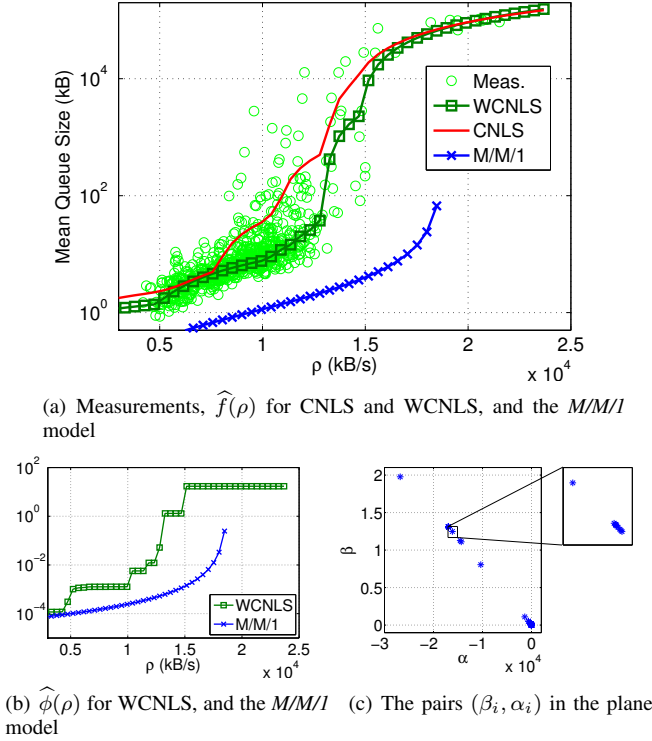 10^4
10^2
10^0
Mean Queue Size (kB)
Meas.
WCNLS
CNLS
M/M/1
0.5 1 1.5 2 2.5
ρ (kB/s)
x 10^4
(a) Measurements, \widehat{f}(ρ) for CNLS and WCNLS, and the M/M/1
model
10^2
10^0
10^-2
10^-4
WCNLS
M/M/1
0.5 1 1.5 2 2.5
ρ (kB/s)
x 10^4
(b) \widehat{ϕ}(ρ) for WCNLS, and the M/M/1
model
2
1.5
1
0.5
0
β
−3 −2 −1 0
α
x 10^4
(c) The pairs (β_i, α_i) in the plane